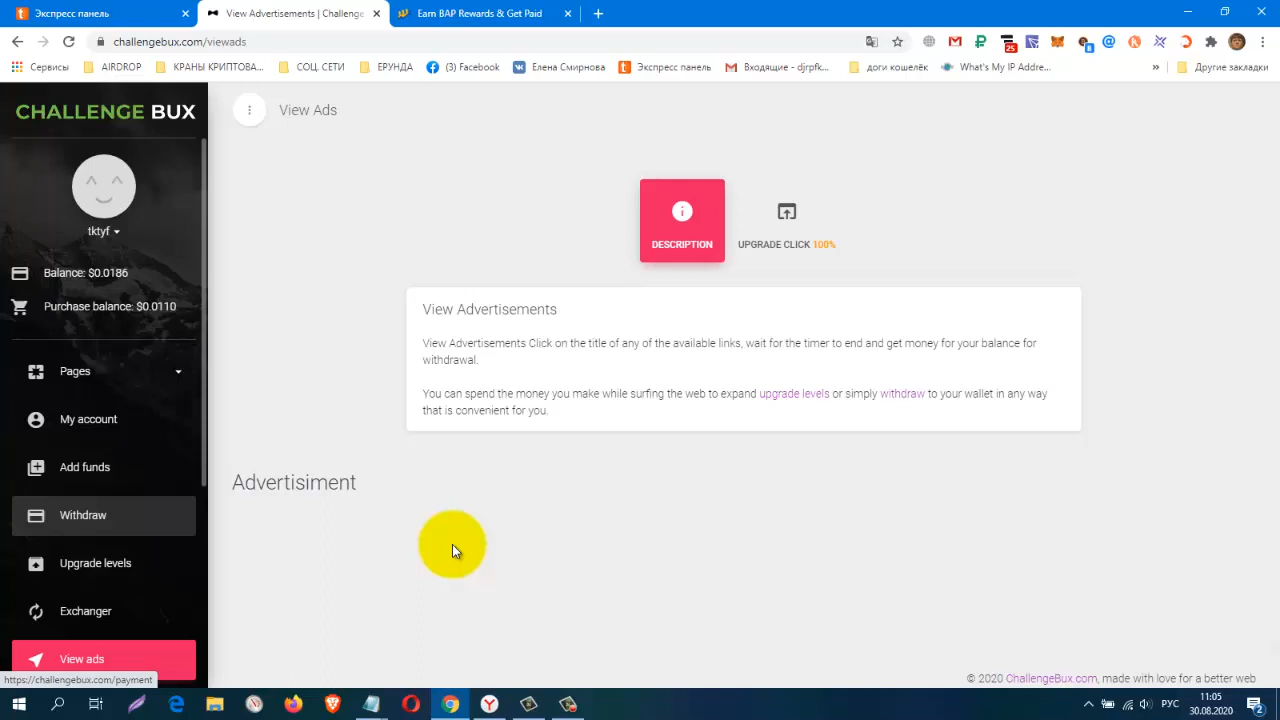 Экспресс панель
View Advertisements | Challenge
Earn BAP Rewards & Get Paid
challengebux.com/viewads
25
8
Сервисы
AIRDROP
КРАНЫ КРИПТОВА...
СОЦ. СЕТИ
ЕРУНДА
(3) Facebook
Елена Смирнова
Экспресс панель
Входящие - djrpfk...
доги кошелёк
What's My IP Addre...
»
Другие закладки
CHALLENGE BUX
View Ads
tktyf
DESCRIPTION
UPGRADE CLICK 100%
Balance: $0.0186
Purchase balance: $0.0110
View Advertisements
View Advertisements Click on the title of any of the available links, wait for the timer to end and get money for your balance for
withdrawal.
You can spend the money you make while surfing the web to expand upgrade levels or simply withdraw to your wallet in any way
that is convenient for you.
Pages
My account
Add funds
Advertisiment
Withdraw
Upgrade levels
Exchanger
View ads
https://challengebux.com/payment
© 2020 ChallengeBux.com, made with love for a better web
РУС
11:05
30.08.2020
2